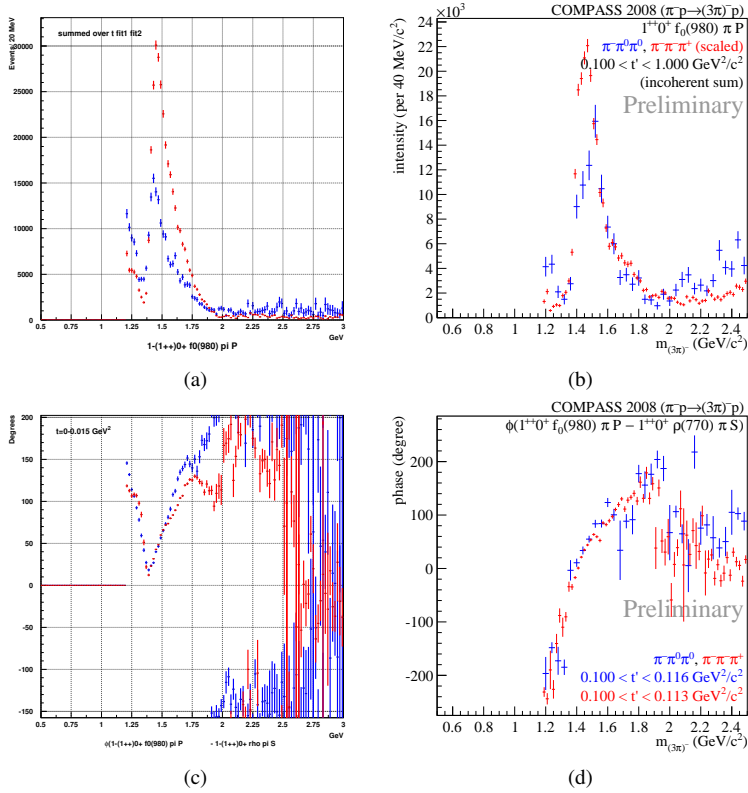 summed over t fit1 fit2
Events/ 20 MeV
30000
25000
20000
15000
10000
5000
0
0.5 0.75 1 1.25 1.5 1.75 2 2.25 2.5 2.75 3
GeV
1-(1++)0+ f0(980) pi P
(a)
COMPASS 2008 (π⁻p→(3π)⁻p)
×10³
1⁺⁺0⁺ f₀(980) π P
π⁻π⁰π⁰, π⁻π⁻π⁺ (scaled)
0.100 < t' < 1.000 GeV²/c²
(incoherent sum)
Preliminary
intensity (per 40 MeV/c²)
24
22
20
18
16
14
12
10
8
6
4
2
0
0.6 0.8 1 1.2 1.4 1.6 1.8 2 2.2 2.4
m(3π)⁻ (GeV/c²)
(b)
Degrees
t=0-0.015 GeV²
200
150
100
50
0
-50
-100
-150
0.5 0.75 1 1.25 1.5 1.75 2 2.25 2.5 2.75 3
GeV
ϕ(1-(1++)0+ f0(980) pi P - 1-(1++)0+ rho pi S)
(c)
COMPASS 2008 (π⁻p→(3π)⁻p)
ϕ(1⁺⁺0⁺ f₀(980) π P − 1⁺⁺0⁺ ρ(770) π S)
phase (degree)
200
100
0
-100
-200
Preliminary
π⁻π⁰π⁰, π⁻π⁻π⁺
0.100 < t' < 0.116 GeV²/c²
0.100 < t' < 0.113 GeV²/c²
0.6 0.8 1 1.2 1.4 1.6 1.8 2 2.2 2.4
m(3π)⁻ (GeV/c²)
(d)